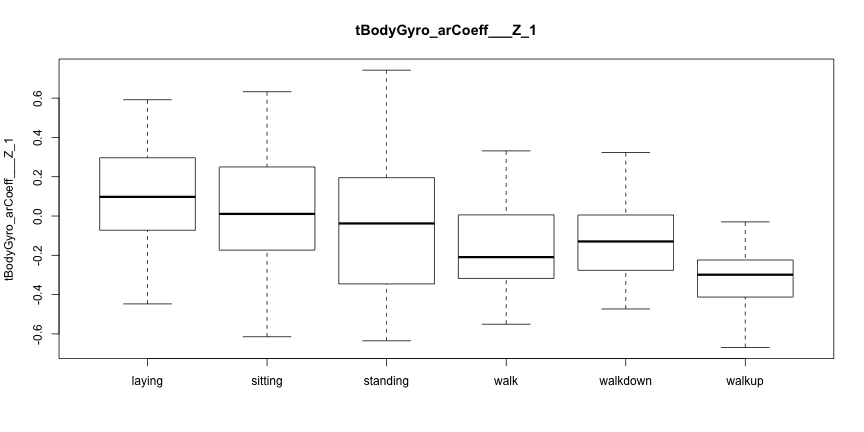 tBodyGyro_arCoeff___Z_1
tBodyGyro_arCoeff___Z_1
0.6
0.4
0.2
0.0
-0.2
-0.4
-0.6
laying sitting standing walk walkdown walkup